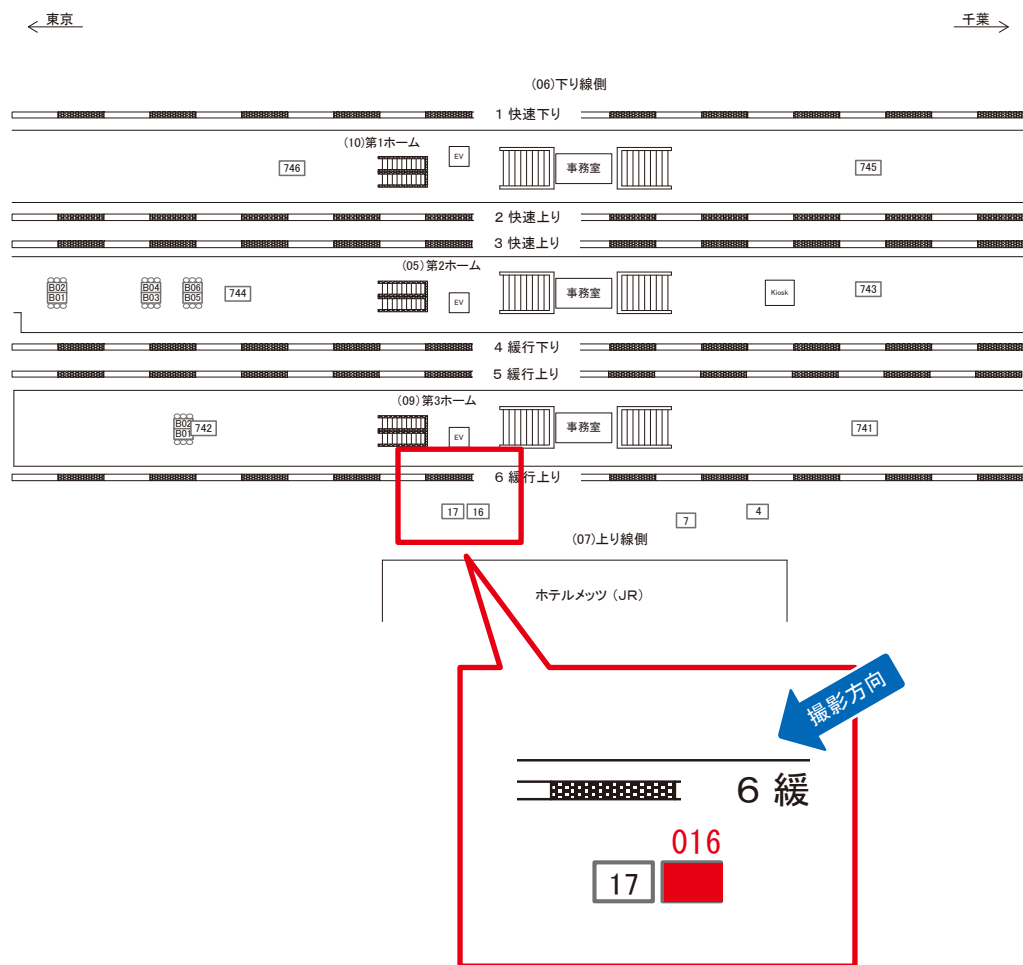 東京
千葉
(06)下り線側
1 快速下り
(10)第1ホーム
EV
746
事務室
745
2 快速上り
3 快速上り
(05)第2ホーム
B02
B01
B04
B03
B06
B05
744
EV
事務室
Kiosk
743
4 緩行下り
5 緩行上り
(09)第3ホーム
B02
B01
742
EV
事務室
741
6 緩行上り
17
16
7
4
(07)上り線側
ホテルメッツ (JR)
撮影方向
6 緩
016
17